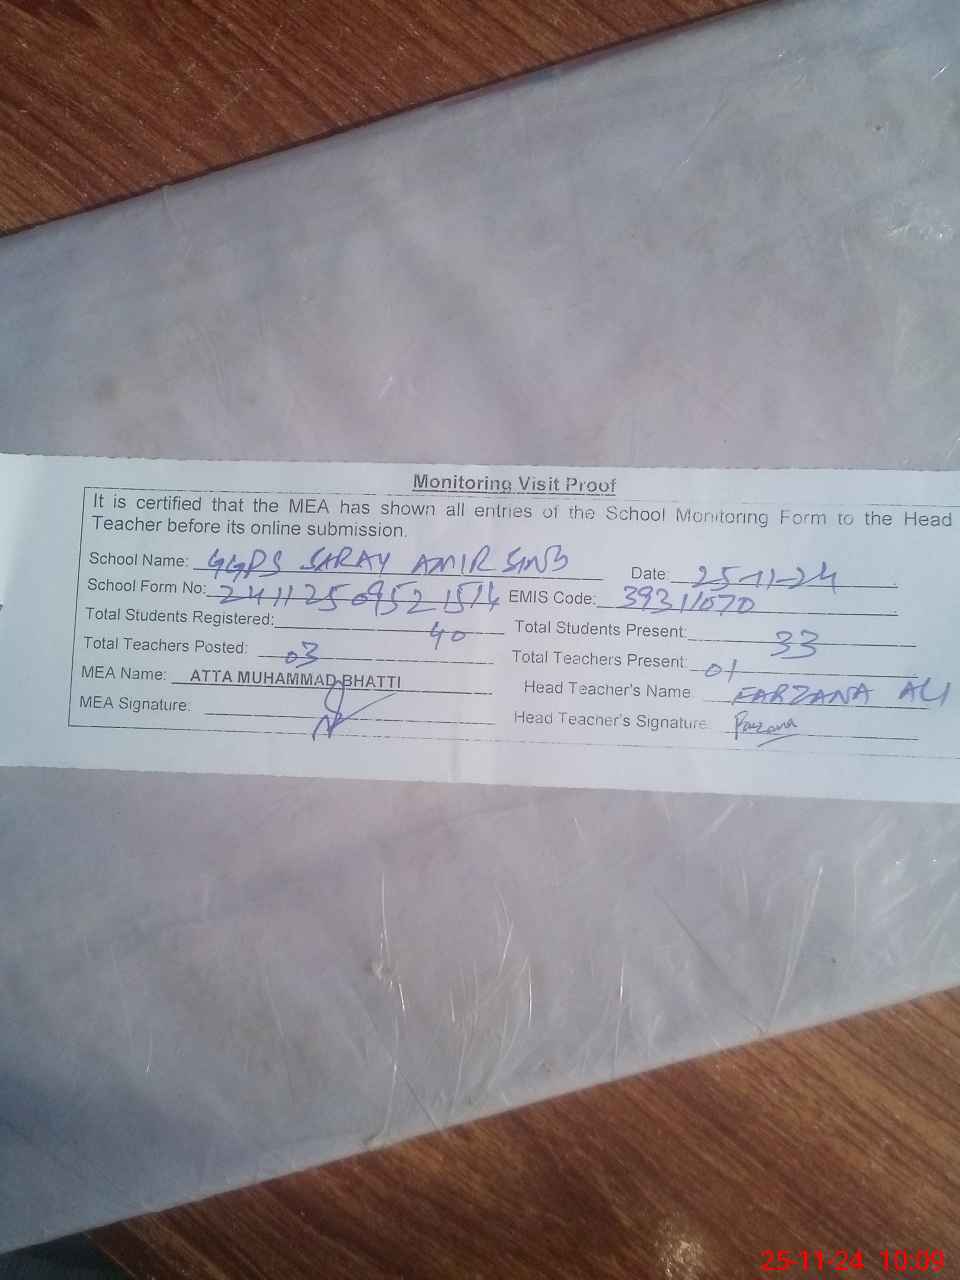 Monitoring Visit Proof
It is certified that the MEA has shown all entries of the School Monitoring Form to the Head
Teacher before its online submission.
School Name: GGPS SARAY AMIR SING Date: 25-11-24
School Form No: 24112509521514 EMIS Code: 39311070
Total Students Registered: 40 Total Students Present: 33
Total Teachers Posted: 03 Total Teachers Present: 01
MEA Name: ATTA MUHAMMAD BHATTI Head Teacher's Name FARZANA ALI
MEA Signature: Head Teacher's Signature Farzana
25-11-24 10:09